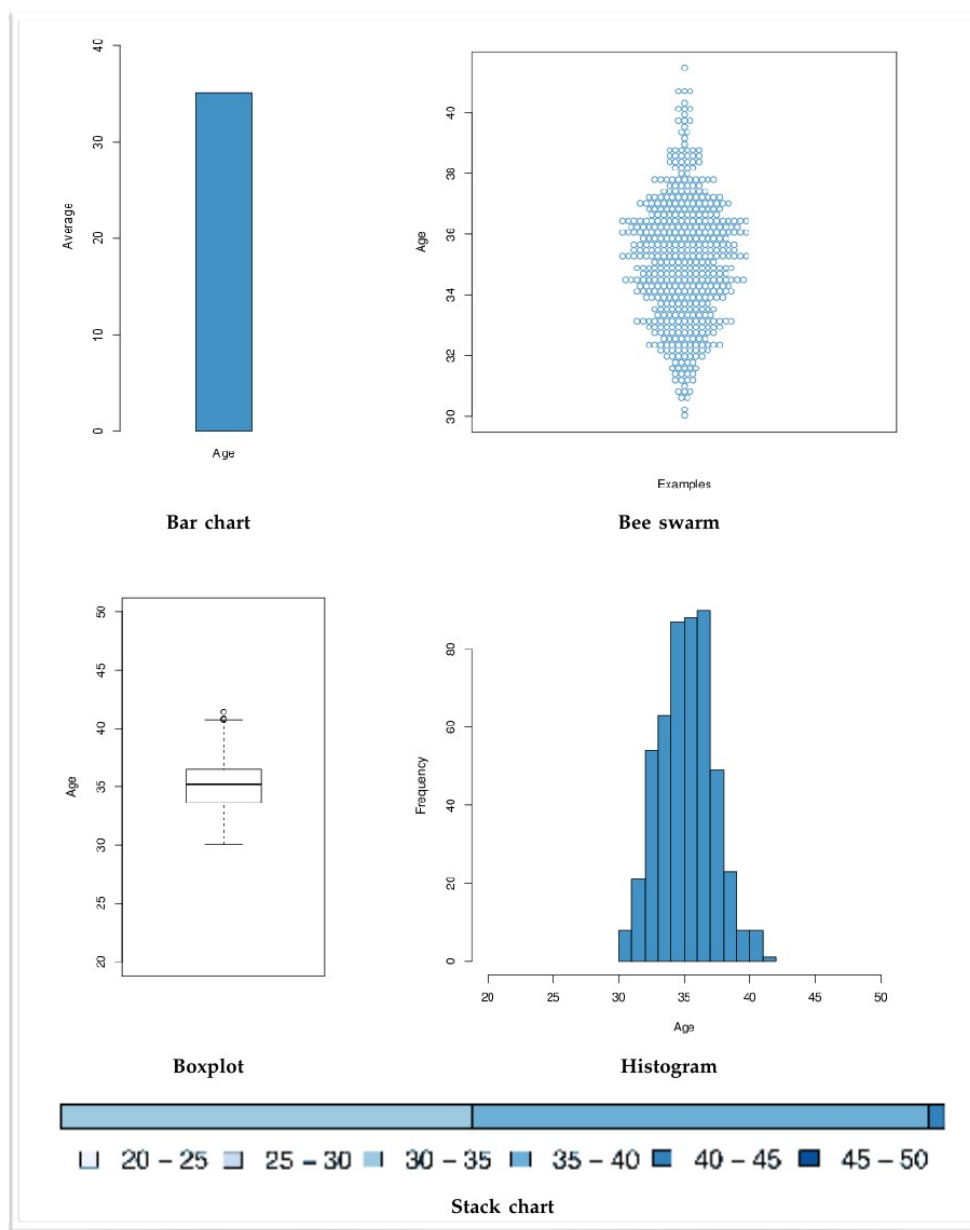 40
30
20
10
0
Average
Age
Bar chart
40
38
36
34
32
30
Age
Examples
Bee swarm
50
45
40
35
30
25
20
Age
Boxplot
80
60
40
20
0
Frequency
20 25 30 35 40 45 50
Age
Histogram
20 – 25 25 – 30 30 – 35 35 – 40 40 – 45 45 – 50
Stack chart